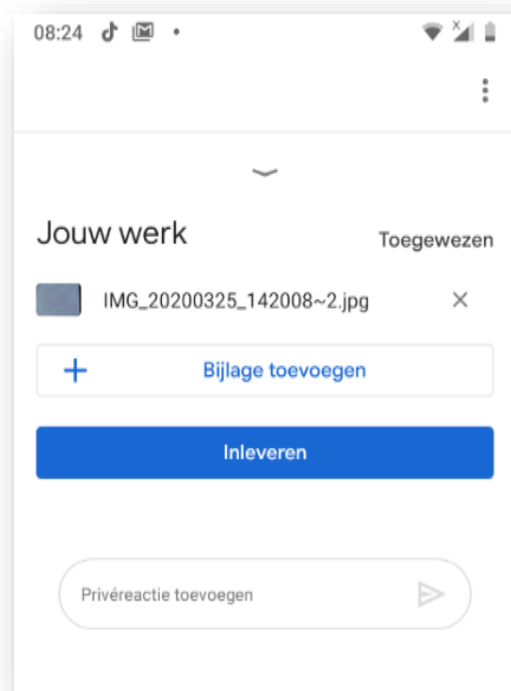 08:24
Jouw werk
Toegewezen
IMG_20200325_142008~2.jpg
Bijlage toevoegen
Inleveren
Privéreactie toevoegen